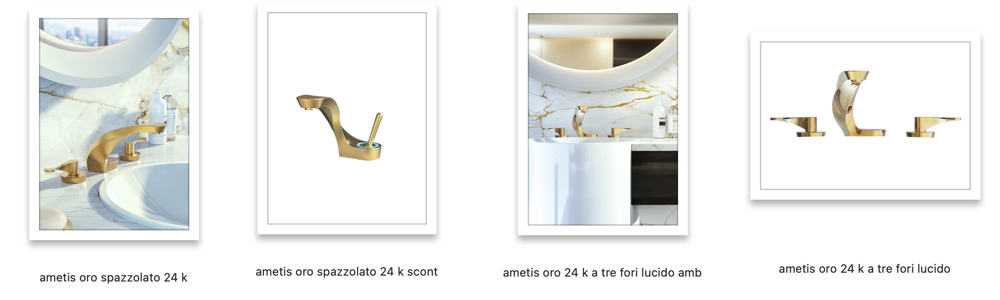 ametis oro spazzolato 24 k
ametis oro spazzolato 24 k scont
ametis oro 24 k a tre fori lucido amb
ametis oro 24 k a tre fori lucido